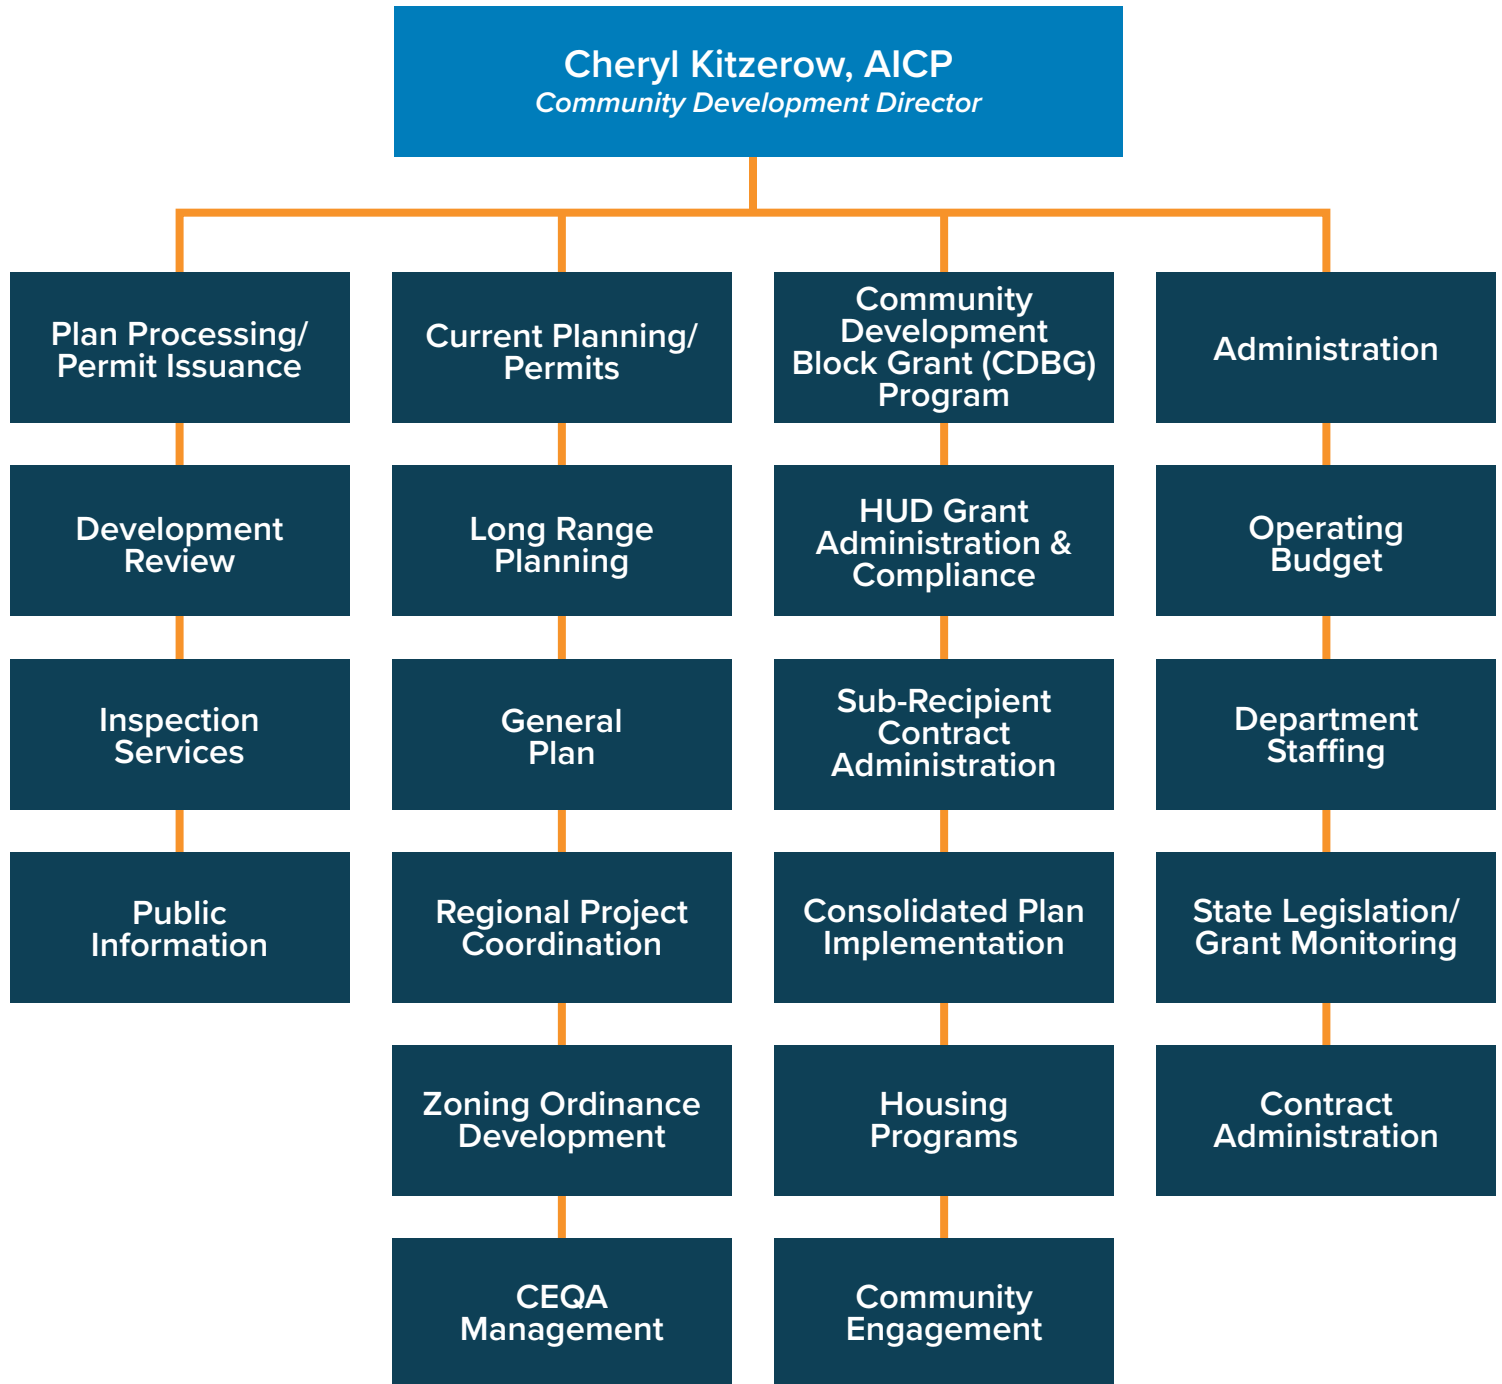 Cheryl Kitzerow, AICP
Community Development Director
Plan Processing/
Permit Issuance
Development
Review
Inspection
Services
Public
Information
Current Planning/
Permits
Long Range
Planning
General
Plan
Regional Project
Coordination
Zoning Ordinance
Development
CEQA
Management
Community
Development
Block Grant (CDBG)
Program
HUD Grant
Administration &
Compliance
Sub-Recipient
Contract
Administration
Consolidated Plan
Implementation
Housing
Programs
Community
Engagement
Administration
Operating
Budget
Department
Staffing
State Legislation/
Grant Monitoring
Contract
Administration